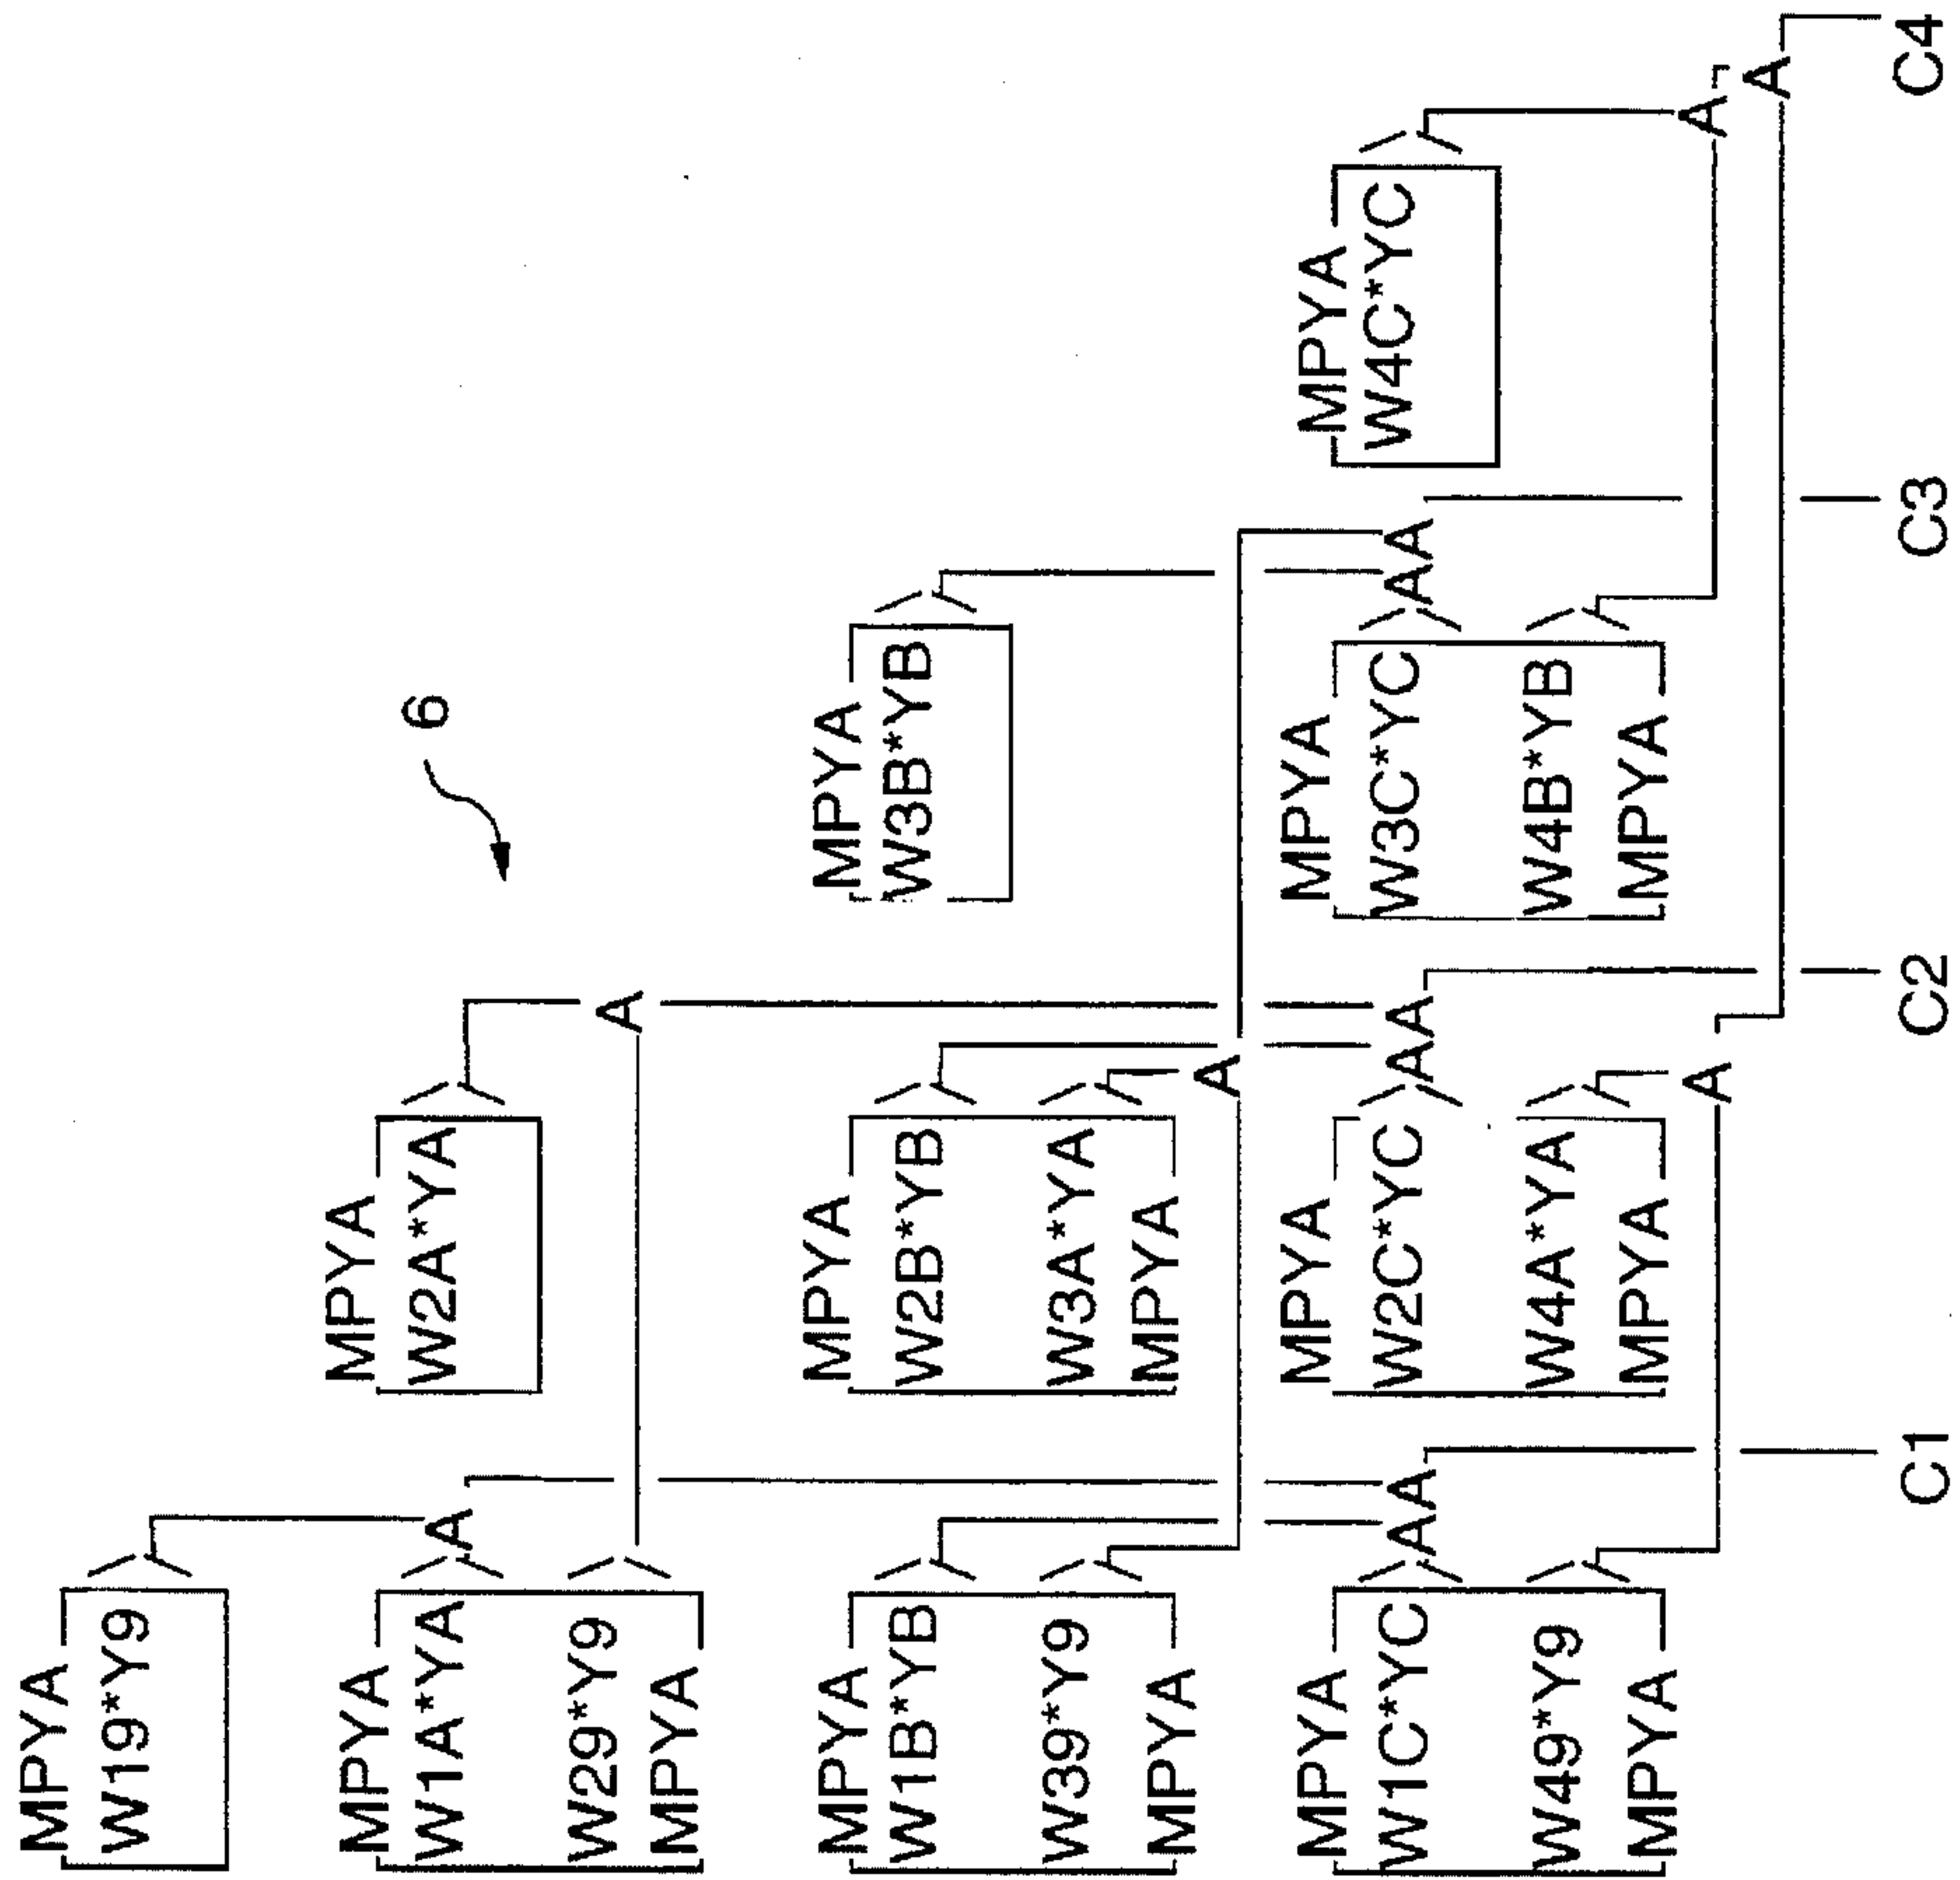 MPYA
W19*Y9
MPYA
W1A*YA
A
W29*Y9
MPYA
MPYA
W2A*YA
A
6
MPYA
W1B*YB
W39*Y9
MPYA
MPYA
W2B*YB
W3A*YA
MPYA
A
MPYA
W3B*YB
MPYA
W1C*YC
AA
W49*Y9
MPYA
C1
MPYA
W2C*YC
AA
W4A*YA
MPYA
A
C2
MPYA
W3C*YC
AA
W4B*YB
MPYA
C3
MPYA
W4C*YC
A
A
C4